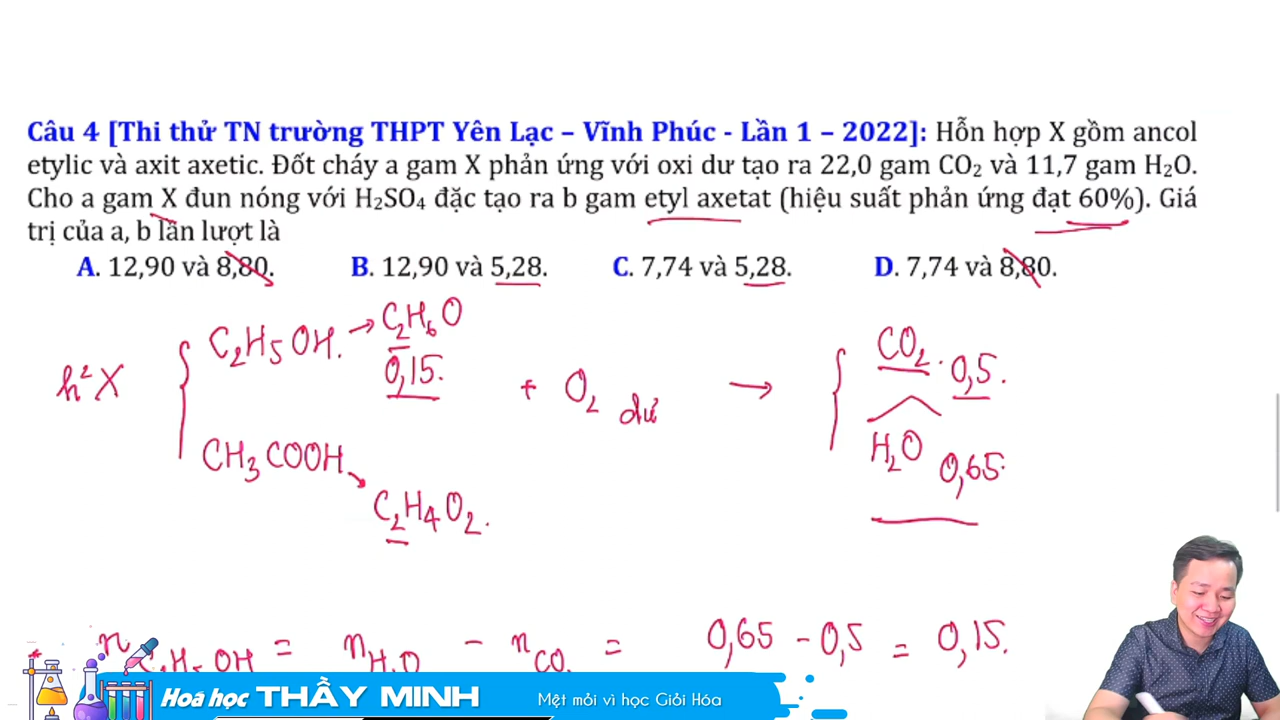 Câu 4 [Thi thử TN trường THPT Yên Lạc – Vĩnh Phúc - Lần 1 – 2022]: Hỗn hợp X gồm ancol
etylic và axit axetic. Đốt cháy a gam X phản ứng với oxi dư tạo ra 22,0 gam CO₂ và 11,7 gam H₂O.
Cho a gam X đun nóng với H₂SO₄ đặc tạo ra b gam etyl axetat (hiệu suất phản ứng đạt 60%). Giá
trị của a, b lần lượt là
A. 12,90 và 8,80. B. 12,90 và 5,28. C. 7,74 và 5,28. D. 7,74 và 8,80.
C₂H₅OH. → C₂H₆O
0,15.
h² X + O₂ dư → CO₂. 0,5.
H₂O 0,65.
CH₃COOH → C₂H₄O₂.
n C₂H₅OH = n H₂O - n CO₂ = 0,65 - 0,5 = 0,15.
Hoá học THẦY MINH Mệt mỏi vì học Giỏi Hóa